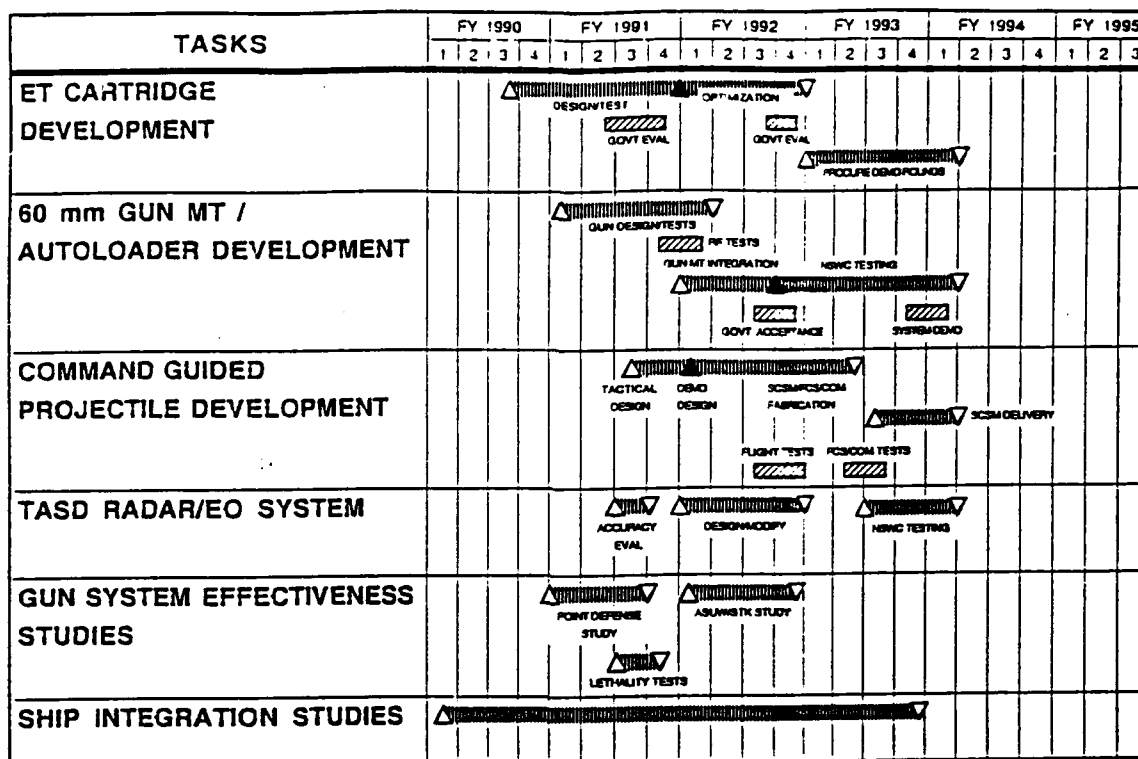 TASKS
FY 1990 FY 1991 FY 1992 FY 1993 FY 1994 FY 1995
1 2 3 4 1 2 3 4 1 2 3 4 1 2 3 4 1 2 3 4 1 2 3
ET CARTRIDGE
DEVELOPMENT
DESIGN/TEST
OPTIMIZATION
GOVT EVAL
GOVT EVAL
PROCURE DEMO ROUNDS
60 mm GUN MT /
AUTOLOADER DEVELOPMENT
GUN DESIGN/TESTS
RF TESTS
GUN MT INTEGRATION
NSWC TESTING
GOVT ACCEPTANCE
SYSTEM DEMO
COMMAND GUIDED
PROJECTILE DEVELOPMENT
TACTICAL
DESIGN
DEMO
DESIGN
SCSM/FCS/COM
FABRICATION
SCSM DELIVERY
FLIGHT TESTS
FCS/COM TESTS
TASD RADAR/EO SYSTEM
ACCURACY
EVAL
DESIGN/MODIFY
NSWC TESTING
GUN SYSTEM EFFECTIVENESS
STUDIES
POINT DEFENSE
STUDY
ASUW/STK STUDY
LETHALITY TESTS
SHIP INTEGRATION STUDIES